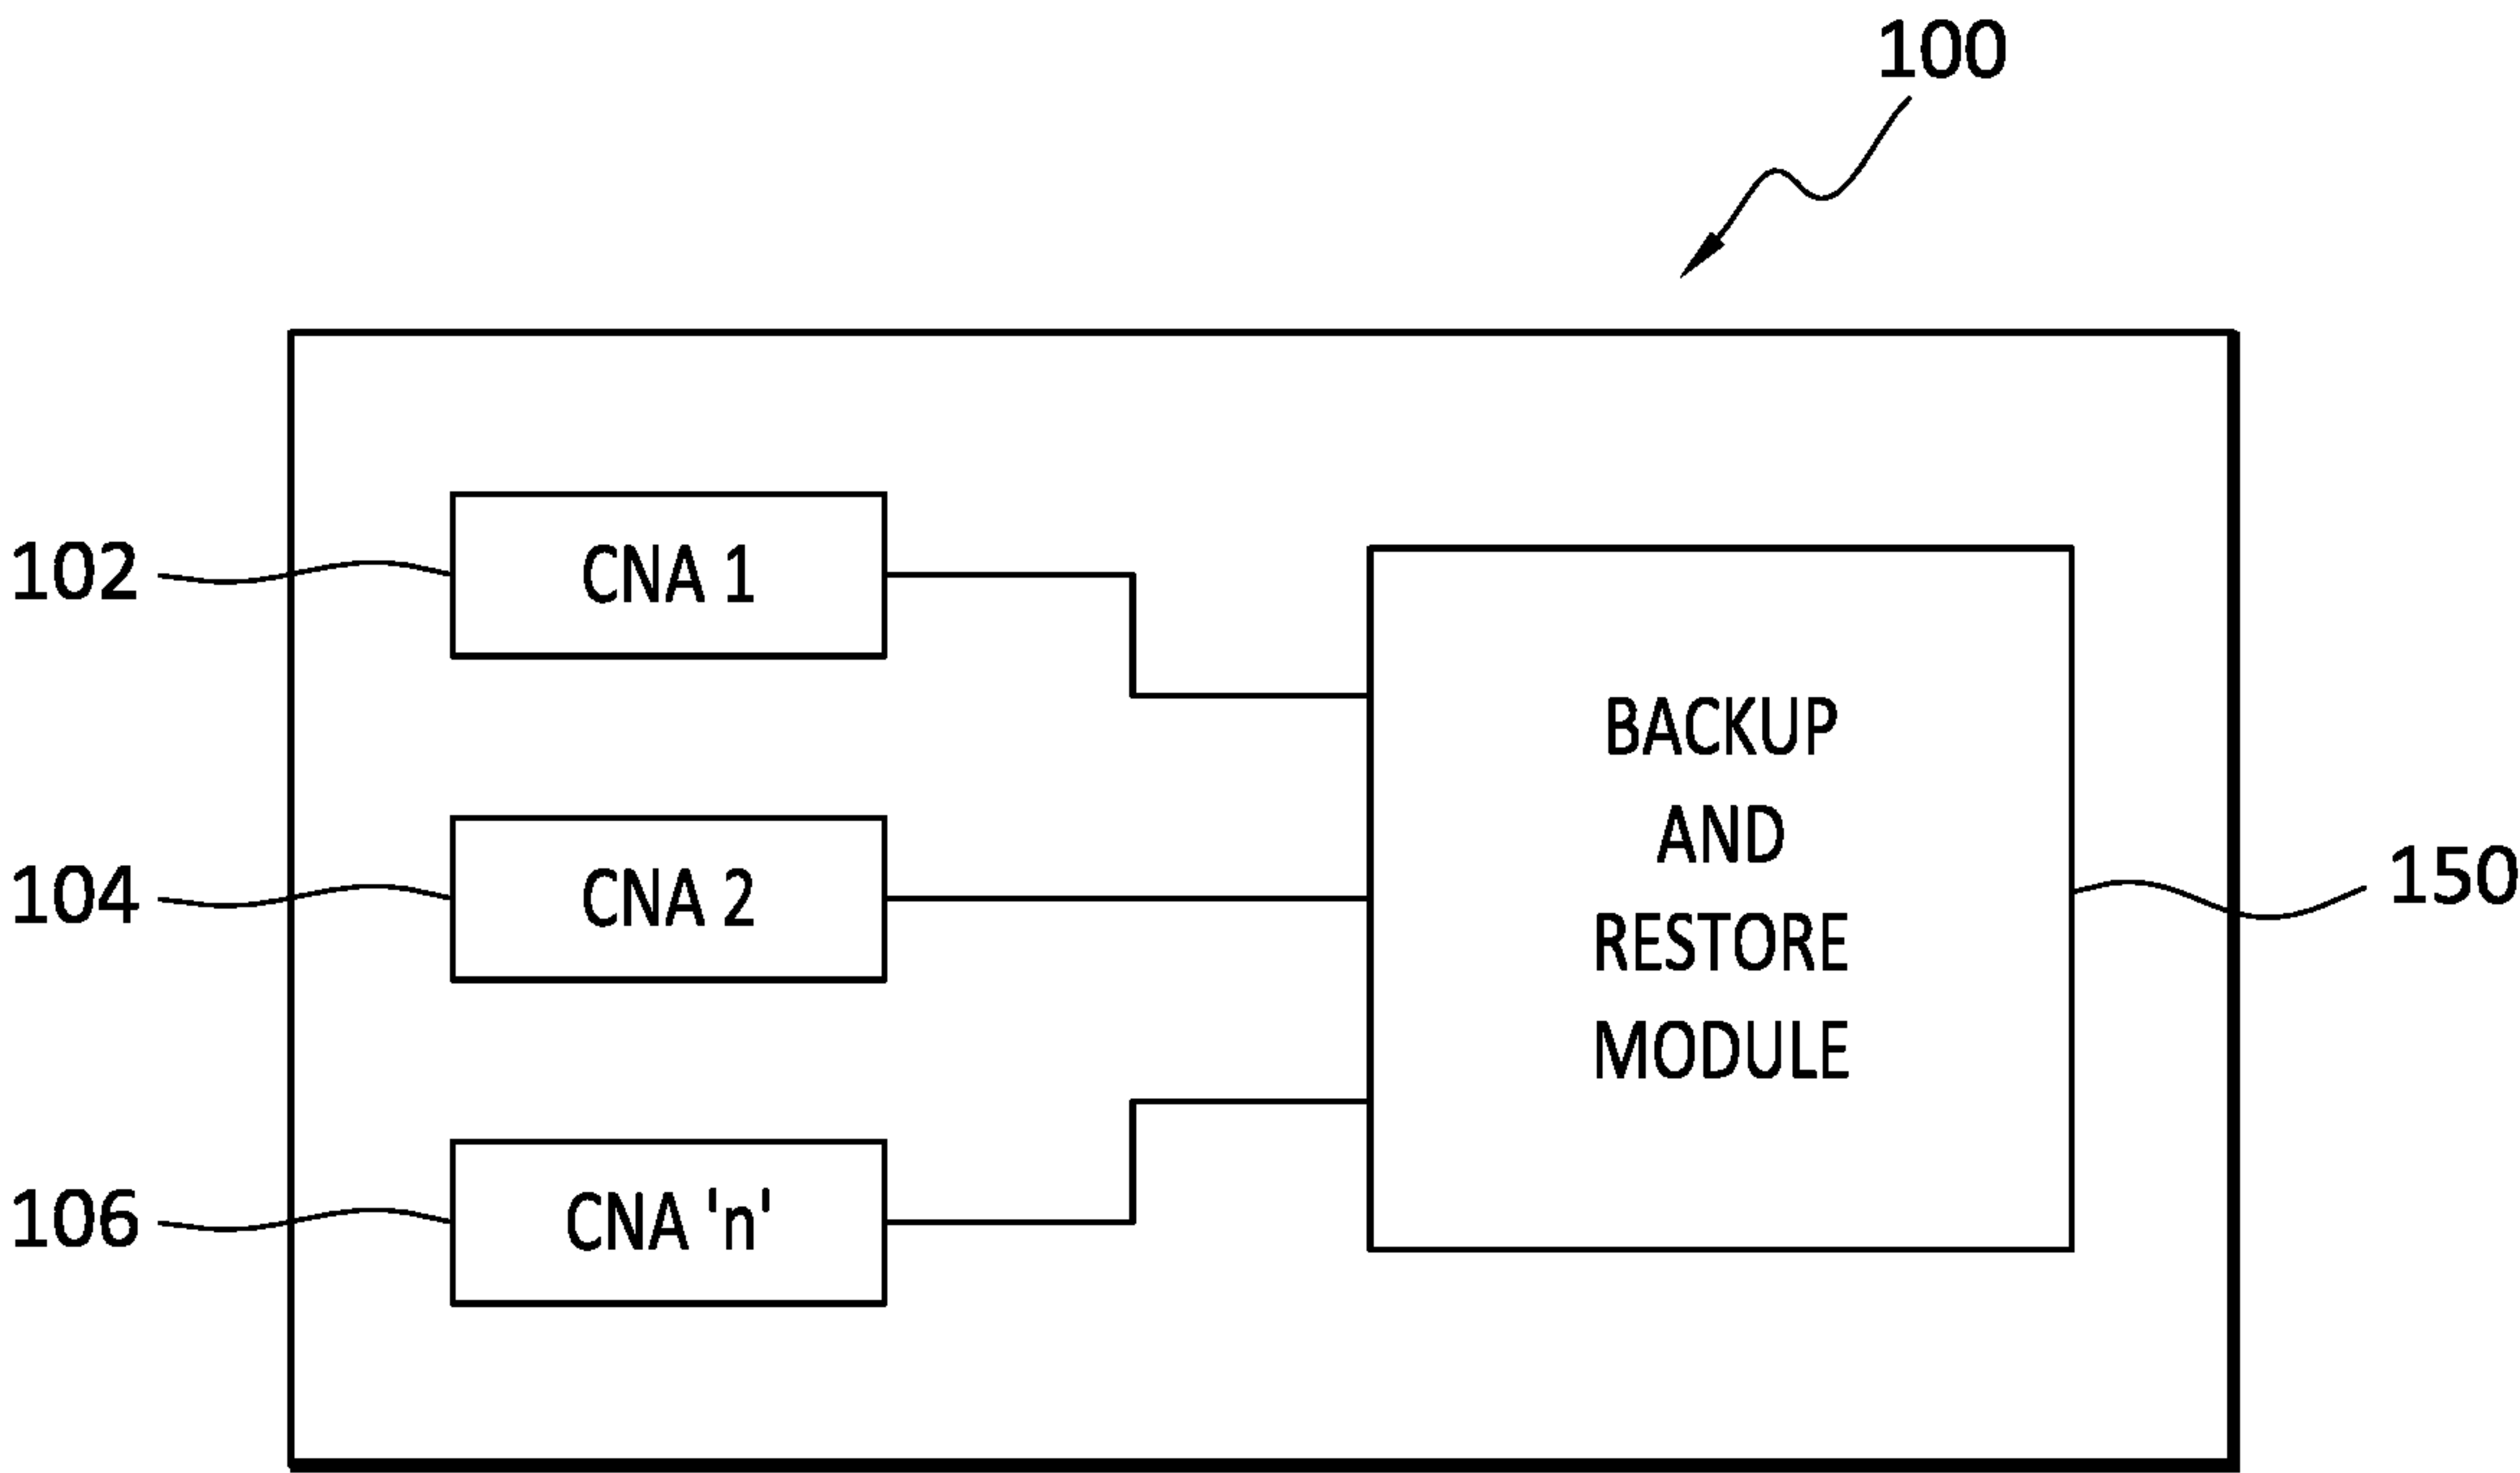 100
102
CNA 1
BACKUP
AND
RESTORE
MODULE
104
CNA 2
150
106
CNA 'n'